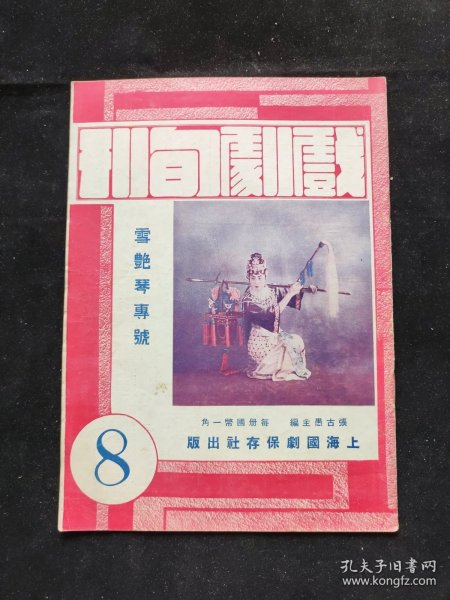 戲劇旬刊
雪艷琴專號
張古愚主編 每册國幣一角
上海國劇保存社出版
8
孔夫子旧书网
www.kongfz.com